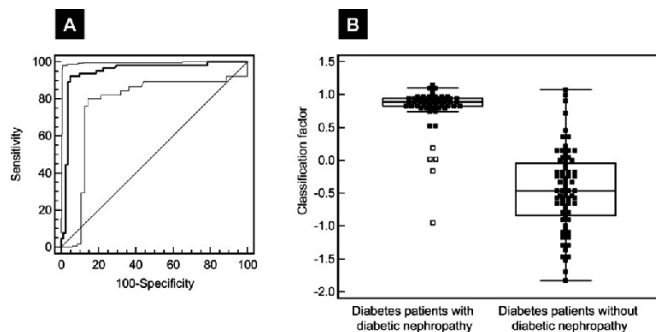 A
B
Sensitivity
100
80
60
40
20
0
0 20 40 60 80 100
100-Specificity
Classification factor
1.5
1.0
0.5
0.0
-0.5
-1.0
-1.5
-2.0
Diabetes patients with
diabetic nephropathy
Diabetes patients without
diabetic nephropathy